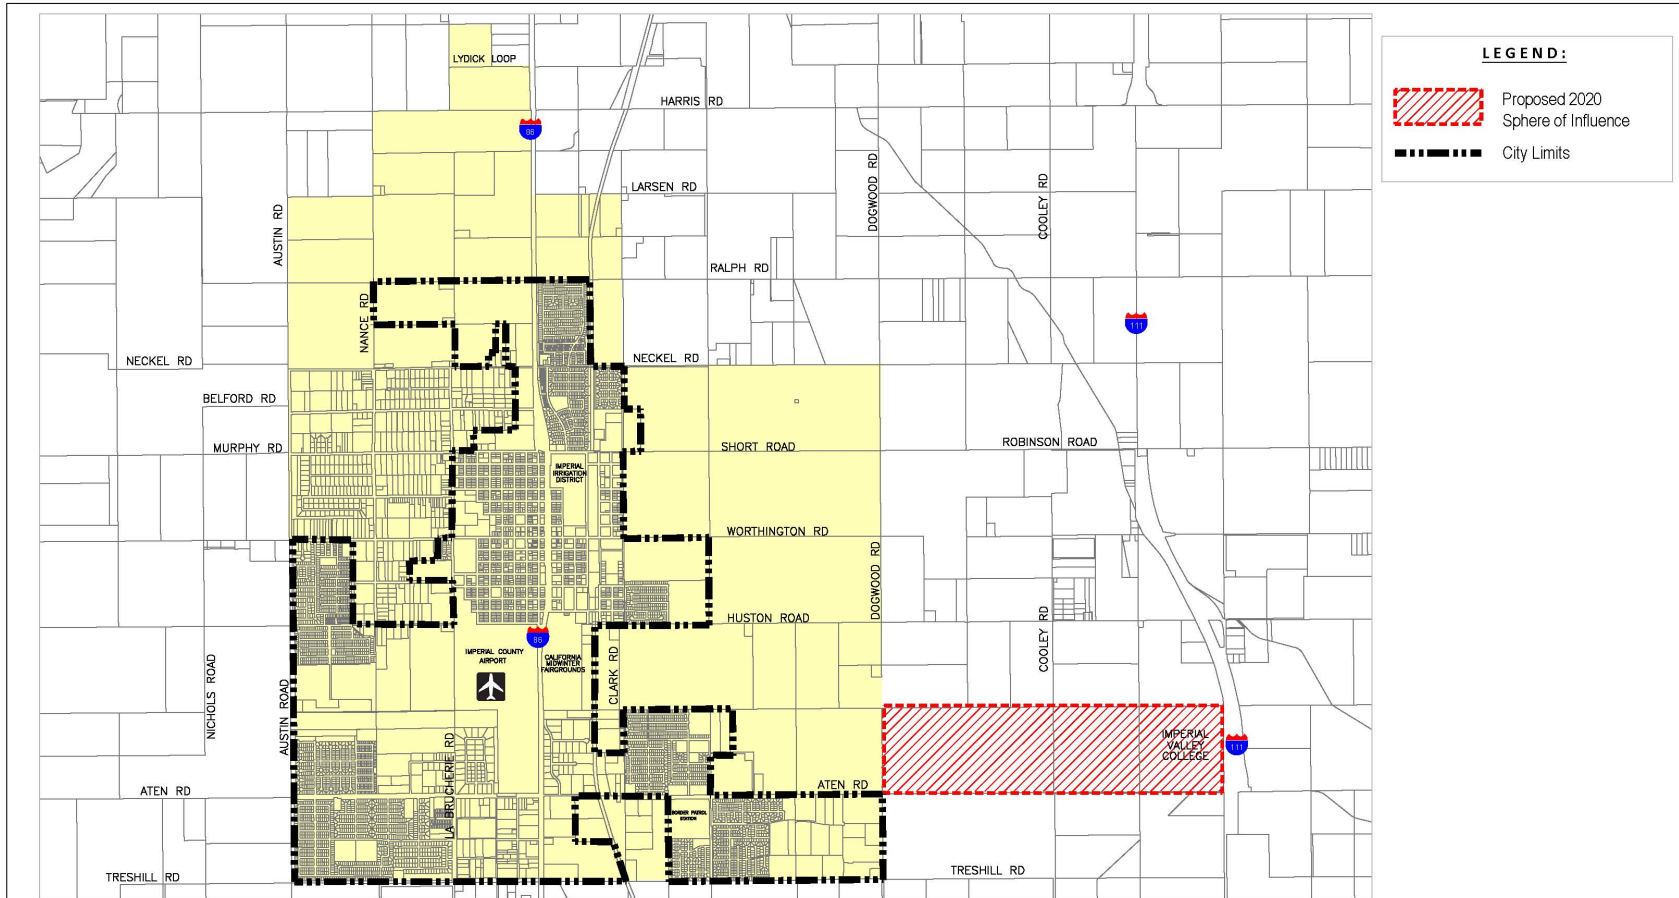 LEGEND:
Proposed 2020
Sphere of Influence
City Limits
LYDICK LOOP
HARRIS RD
86
LARSEN RD
DOGWOOD RD
COOLEY RD
AUSTIN RD
RALPH RD
NANCE RD
111
NECKEL RD
NECKEL RD
BELFORD RD
MURPHY RD
SHORT ROAD
ROBINSON ROAD
IMPERIAL
IRRIGATION
DISTRICT
WORTHINGTON RD
DOGWOOD RD
HUSTON ROAD
COOLEY RD
86
IMPERIAL COUNTY
AIRPORT
CALIFORNIA
MIDWINTER
FAIRGROUNDS
CLARK RD
NICHOLS ROAD
AUSTIN ROAD
LA BRUCHERIE RD
IMPERIAL
VALLEY
COLLEGE
111
ATEN RD
ATEN RD
BORDER PATROL
STATION
TRESHILL RD
TRESHILL RD